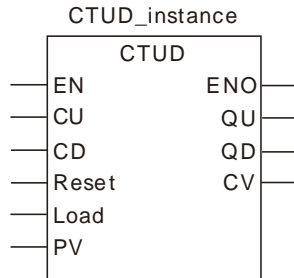 CTUD_instance
CTUD
EN ENO
CU QU
CD QD
Reset CV
Load
PV